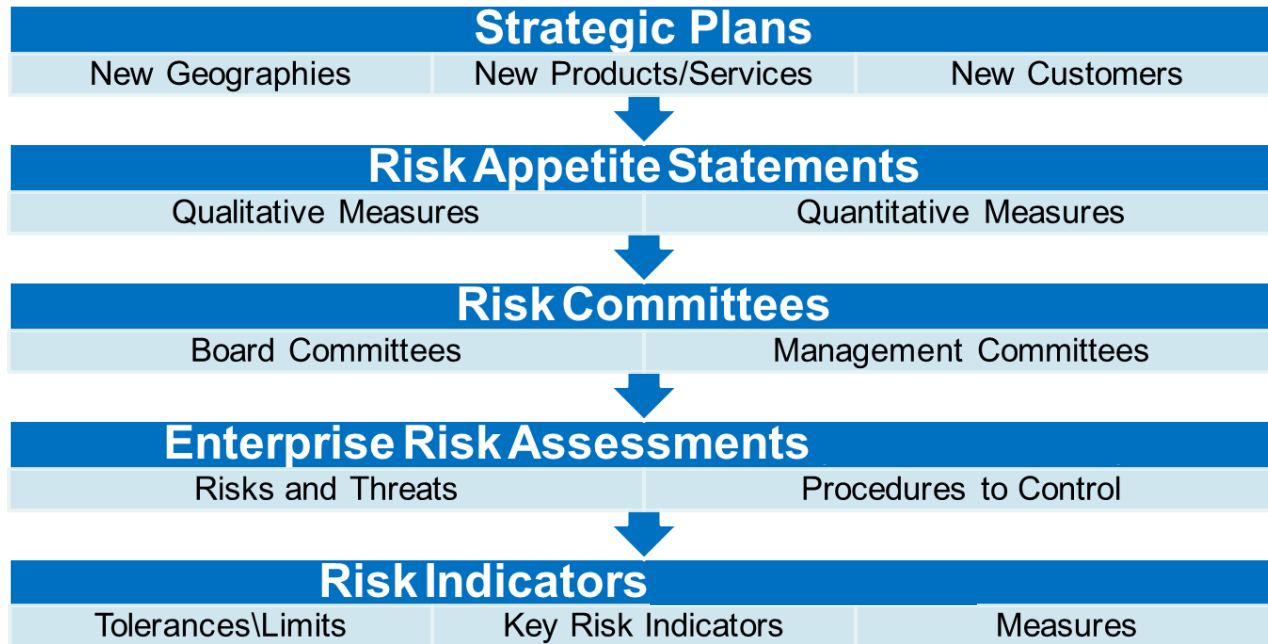 Strategic Plans
New Geographies New Products/Services New Customers
Risk Appetite Statements
Qualitative Measures Quantitative Measures
Risk Committees
Board Committees Management Committees
Enterprise Risk Assessments
Risks and Threats Procedures to Control
Risk Indicators
Tolerances\Limits Key Risk Indicators Measures